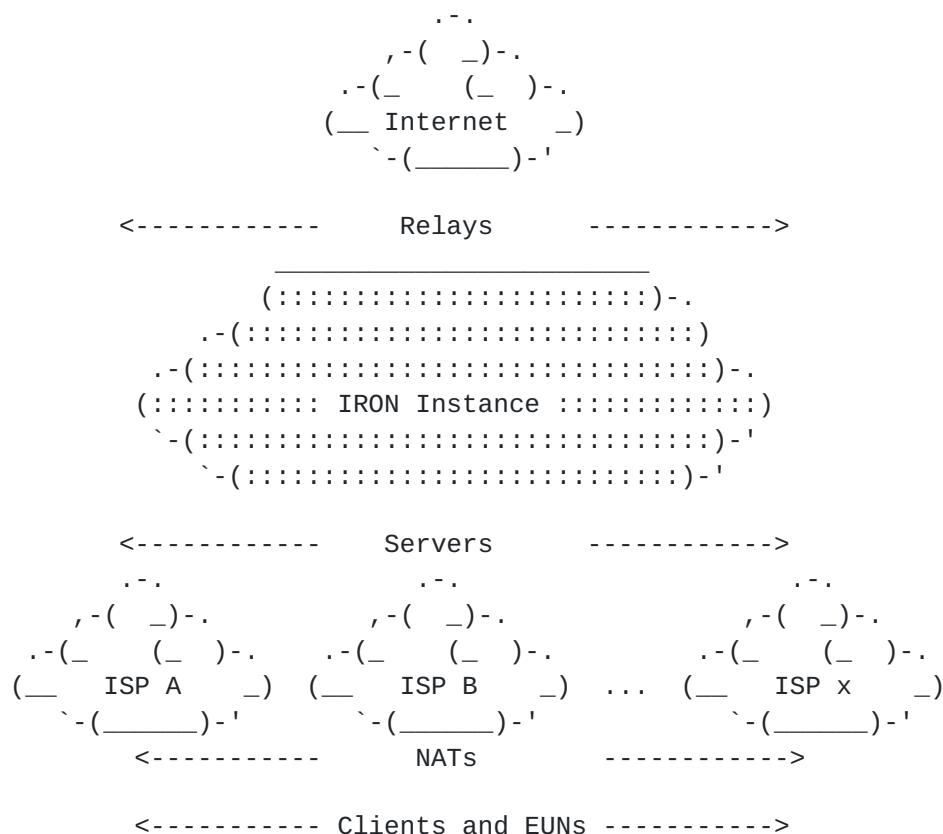 Internet
<------------ Relays ------------>
IRON Instance
<------------ Servers ------------>
ISP A ISP B ... ISP x
<----------- NATs ------------>
<----------- Clients and EUNs ----------->